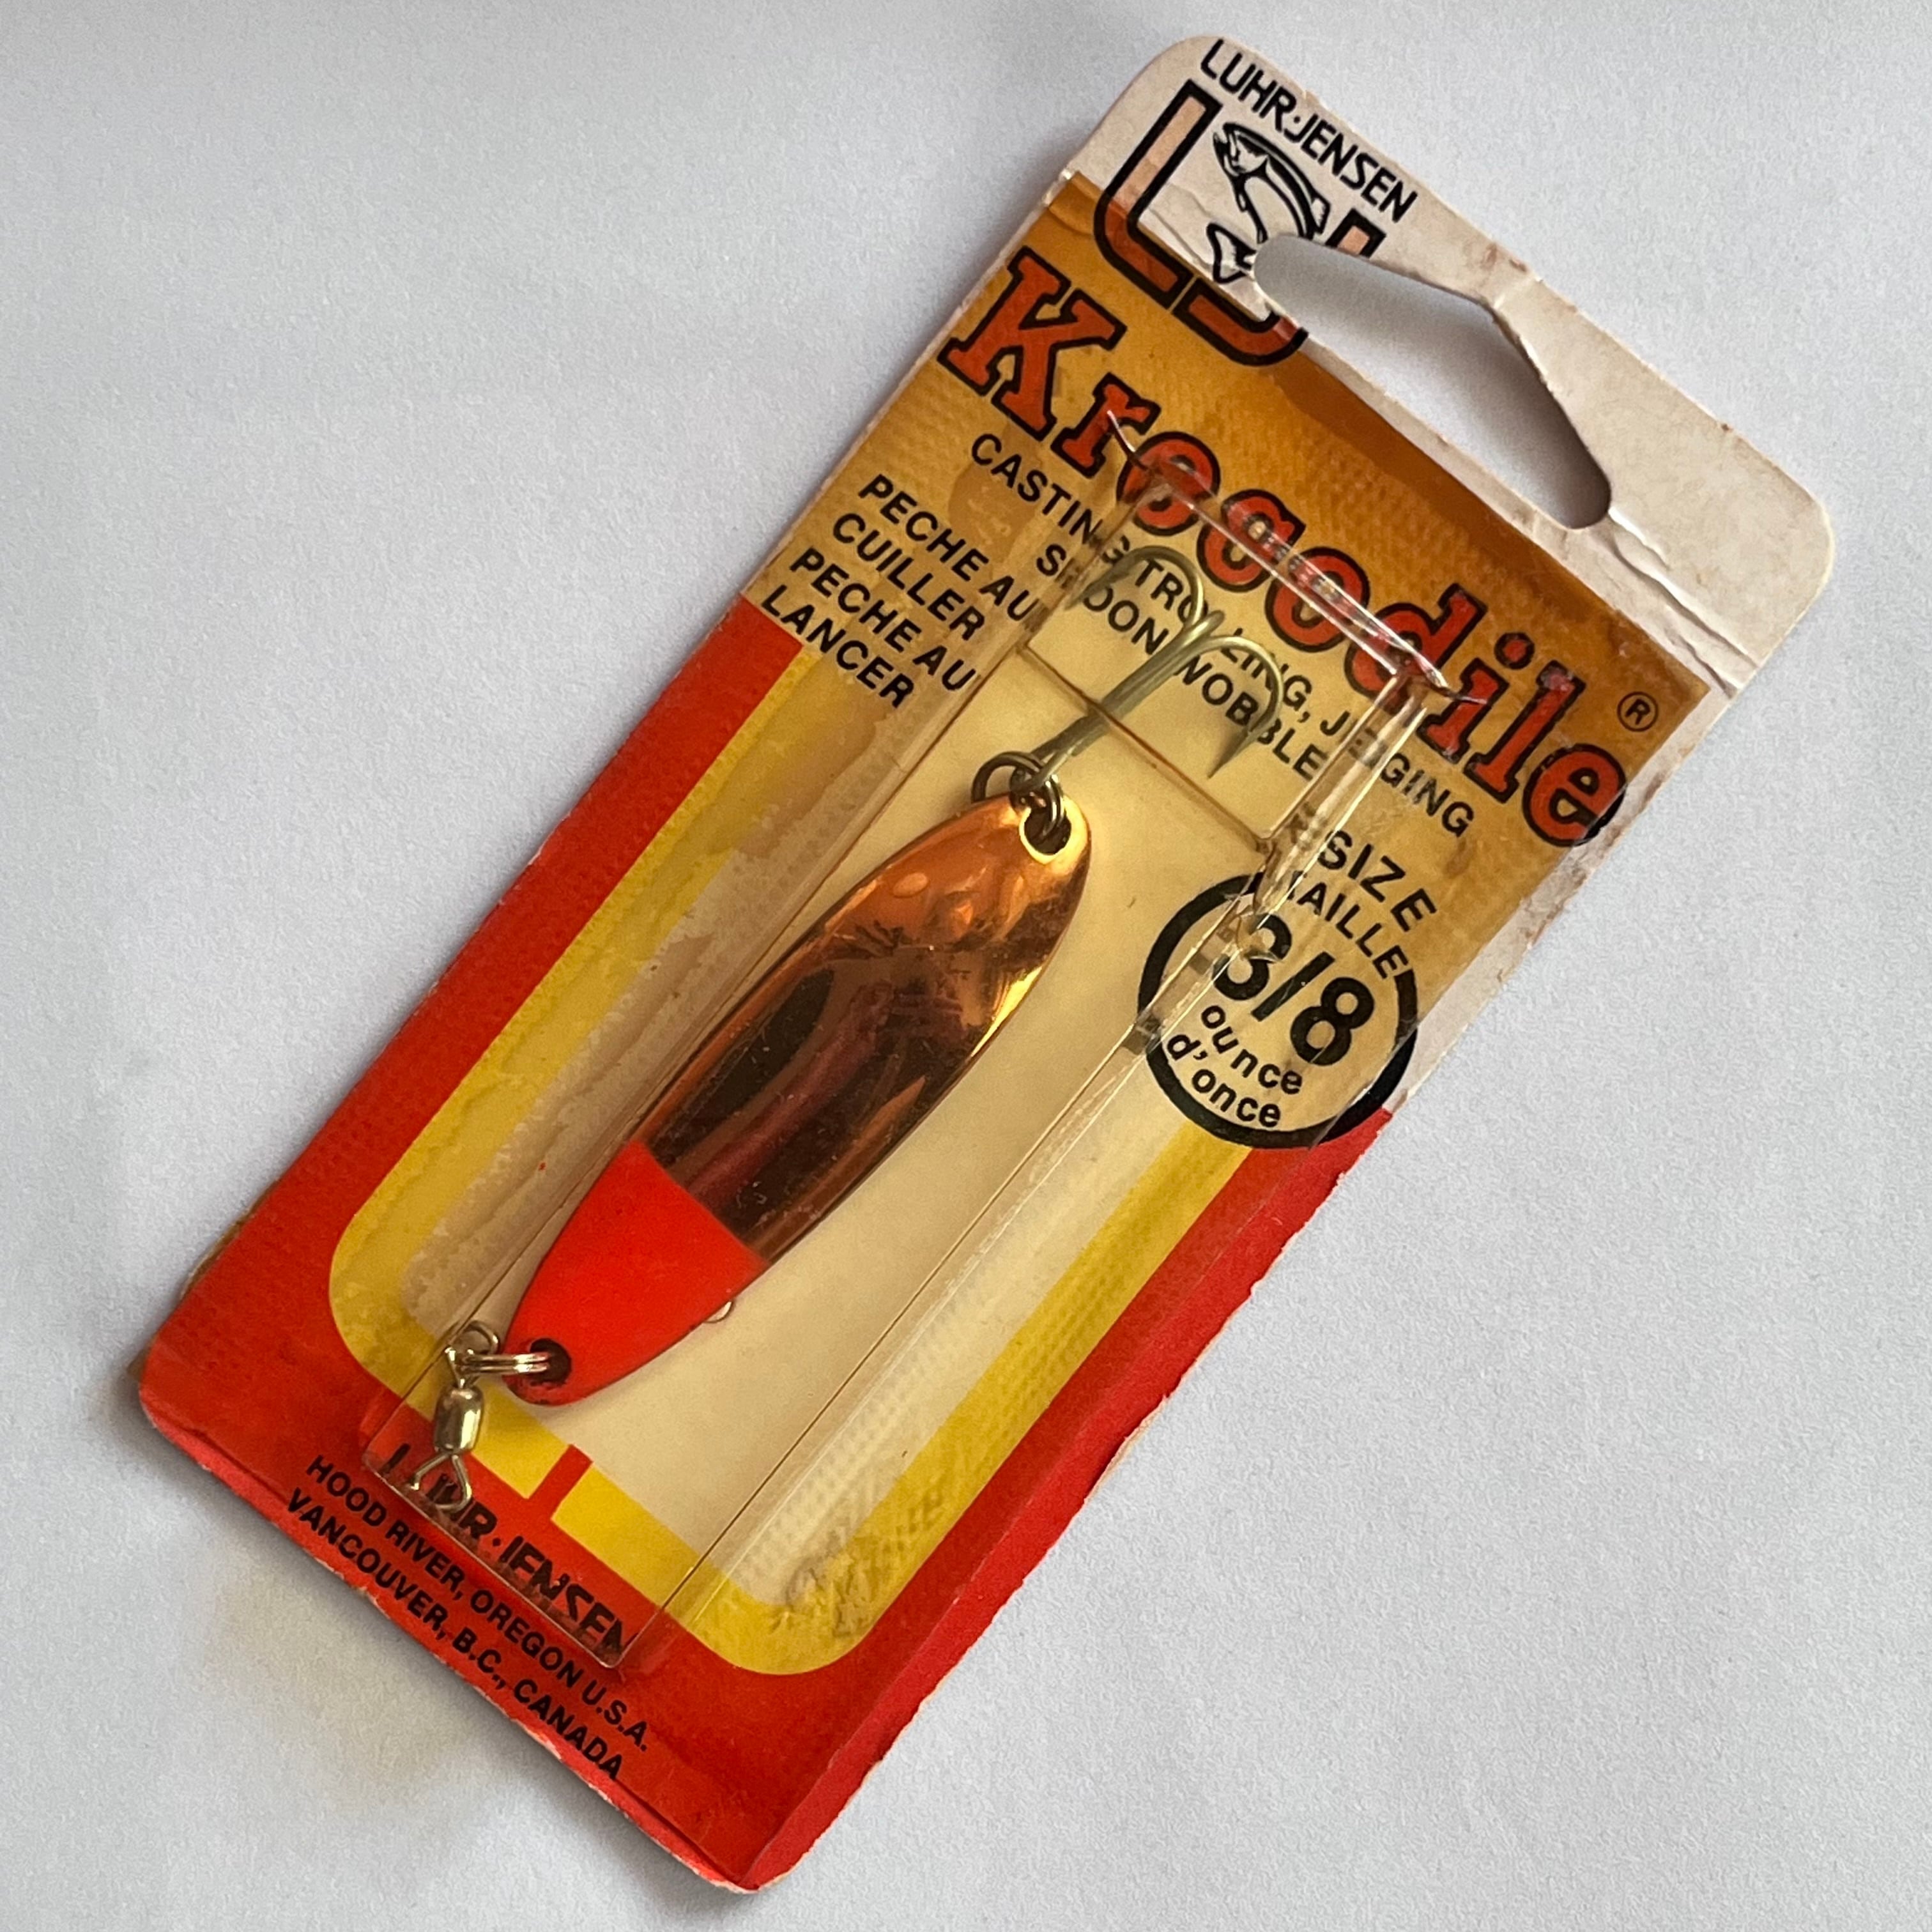 LUHR·JENSEN
LJ
Krocodile®
CASTING, TROLLING, JIGGING
SPOON WOBBLE
PECHE AU
CUILLER
PECHE AU
LANCER
SIZE
TAILLE
3/8
ounce
d'once
LUHR·JENSEN
HOOD RIVER, OREGON U.S.A.
VANCOUVER, B.C., CANADA